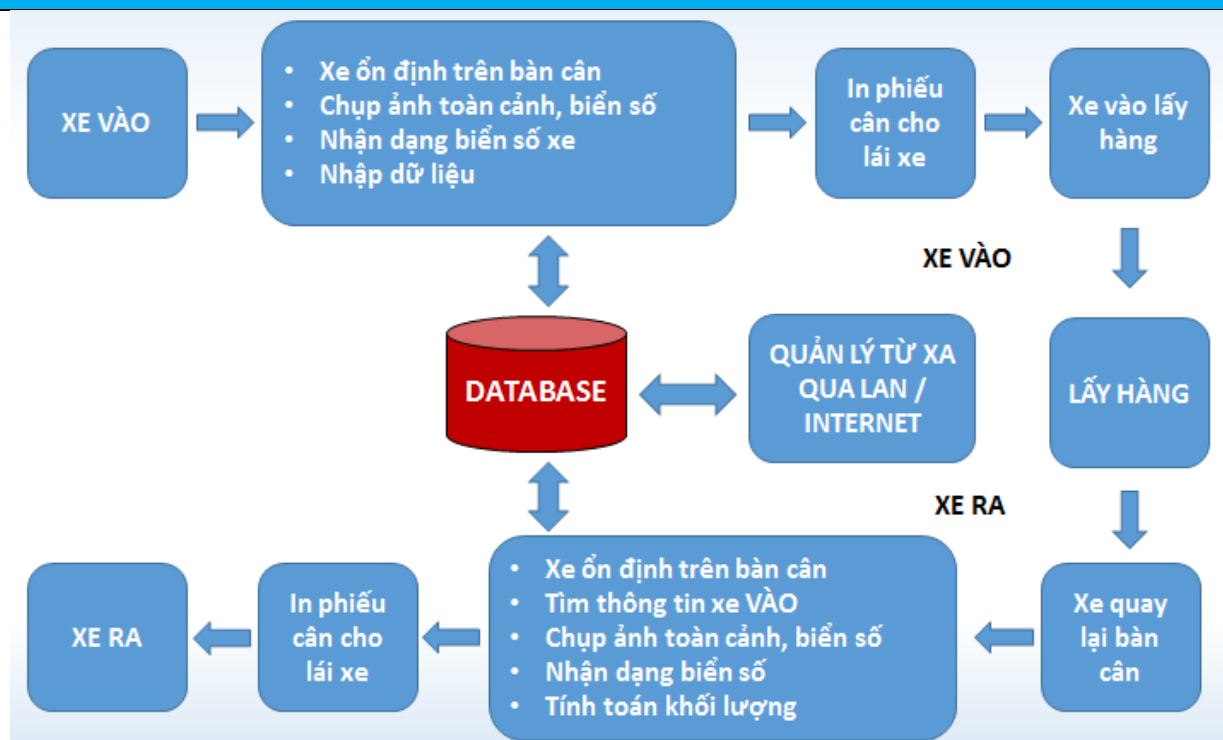 XE VÀO
• Xe ổn định trên bàn cân
• Chụp ảnh toàn cảnh, biển số
• Nhận dạng biển số xe
• Nhập dữ liệu
In phiếu
cân cho
lái xe
Xe vào lấy
hàng
XE VÀO
DATABASE
QUẢN LÝ TỪ XA
QUA LAN /
INTERNET
LẤY HÀNG
XE RA
Xe quay
lại bàn
cân
• Xe ổn định trên bàn cân
• Tìm thông tin xe VÀO
• Chụp ảnh toàn cảnh, biển số
• Nhận dạng biển số
• Tính toán khối lượng
In phiếu
cân cho
lái xe
XE RA